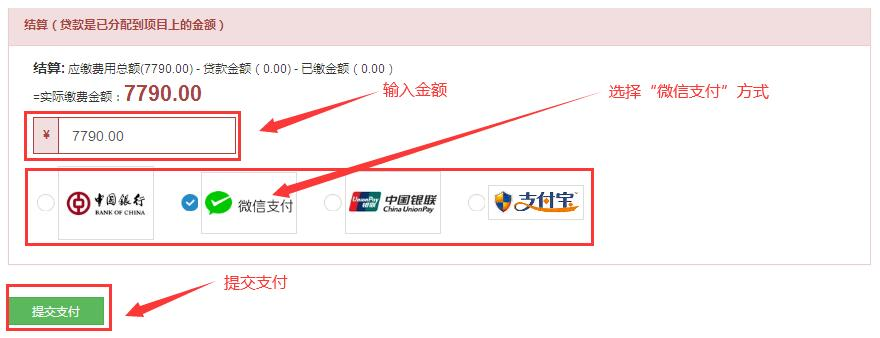 结算（贷款是已分配到项目上的金额）
结算: 应缴费用总额(7790.00) - 贷款金额（0.00）- 已缴金额（0.00）
=实际缴费金额：7790.00
输入金额
选择“微信支付”方式
¥ 7790.00
中国银行
BANK OF CHINA
微信支付
UnionPay
银联
中国银联
China UnionPay
支付宝
提交支付
提交支付